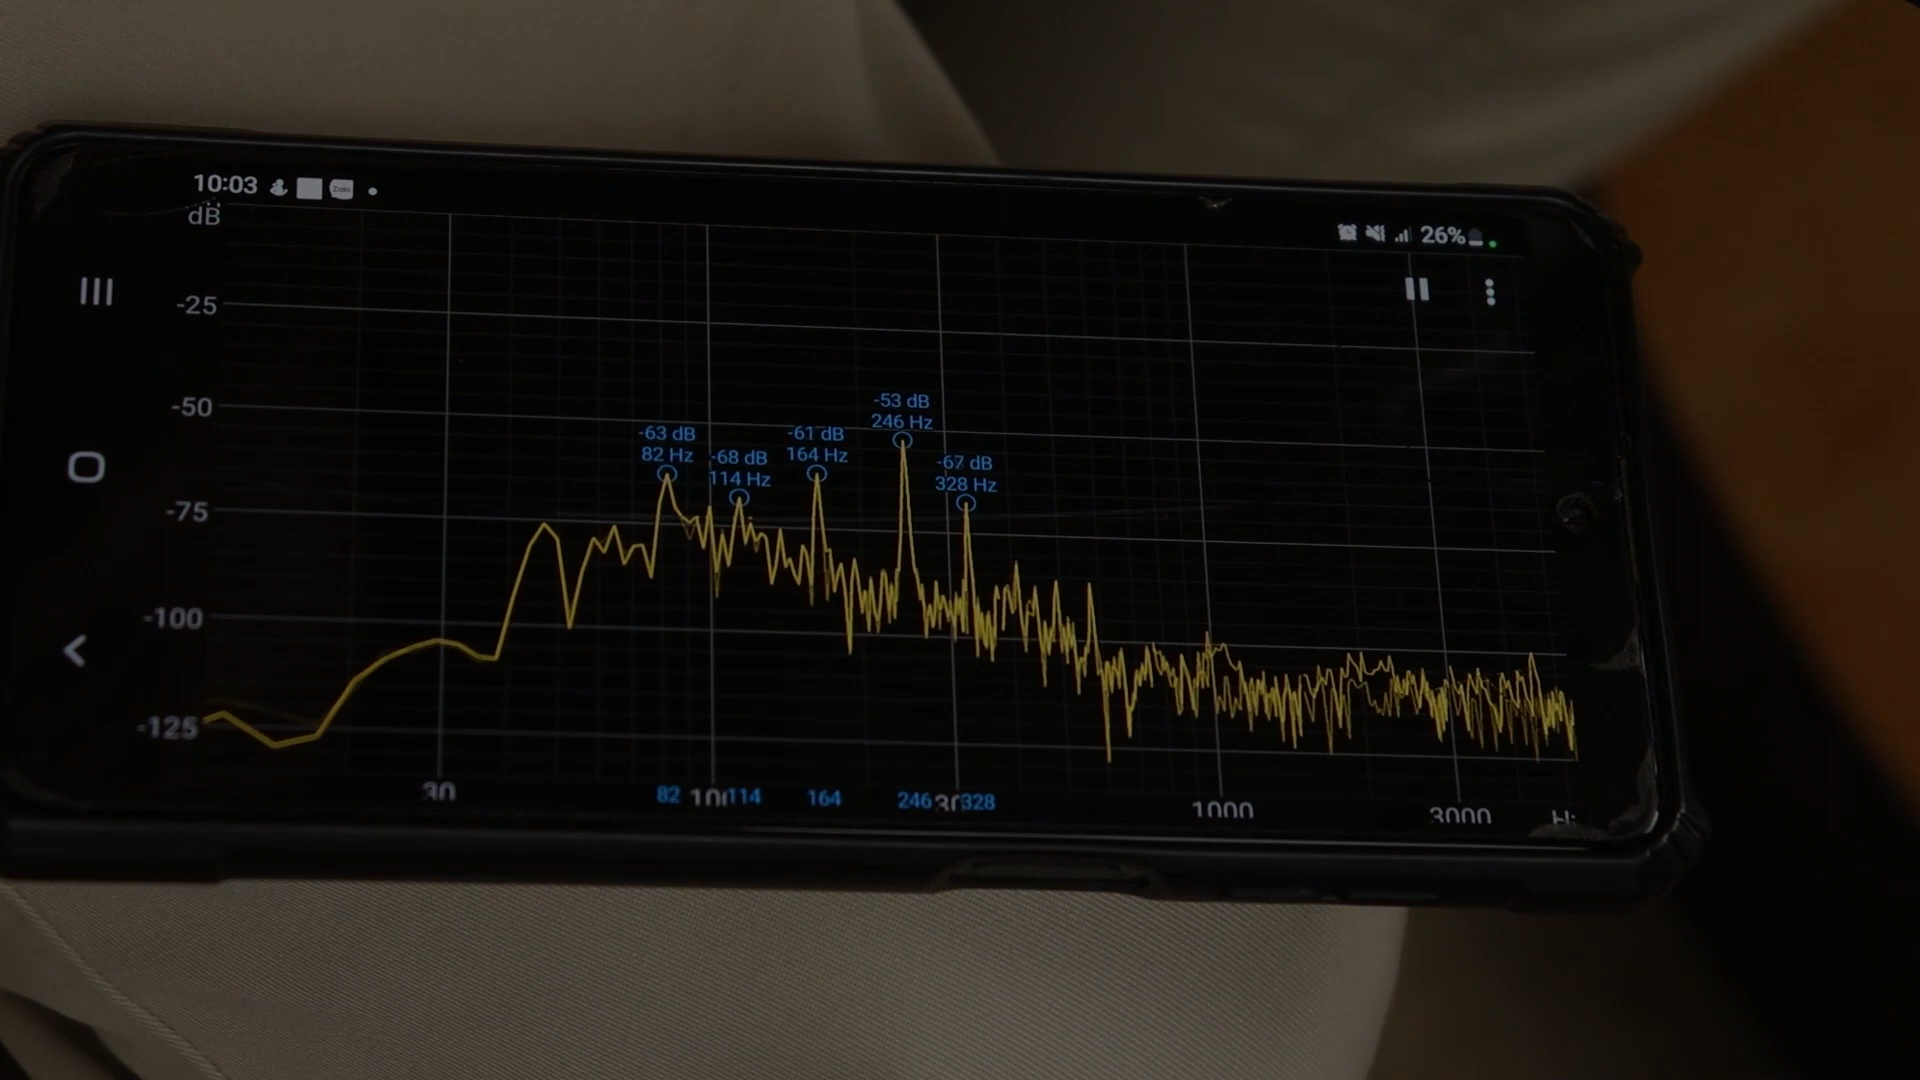 10:03 Zalo
26%
dB
-25
-50
-75
-100
-125
-53 dB
246 Hz
-63 dB
82 Hz
-61 dB
164 Hz
-68 dB
114 Hz
-67 dB
328 Hz
30
82
114
164
246
328
1000
3000